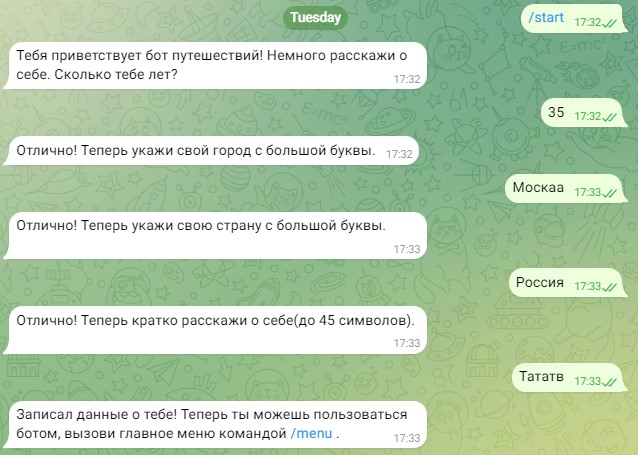 Tuesday
/start 17:32
Тебя приветствует бот путешествий! Немного расскажи о
себе. Сколько тебе лет? 17:32
35 17:32
Отлично! Теперь укажи свой город с большой буквы. 17:32
Москаа 17:33
Отлично! Теперь укажи свою страну с большой буквы.
17:33
Россия 17:33
Отлично! Теперь кратко расскажи о себе(до 45 символов).
17:33
Тататв 17:33
Записал данные о тебе! Теперь ты можешь пользоваться
ботом, вызови главное меню командой /menu . 17:33